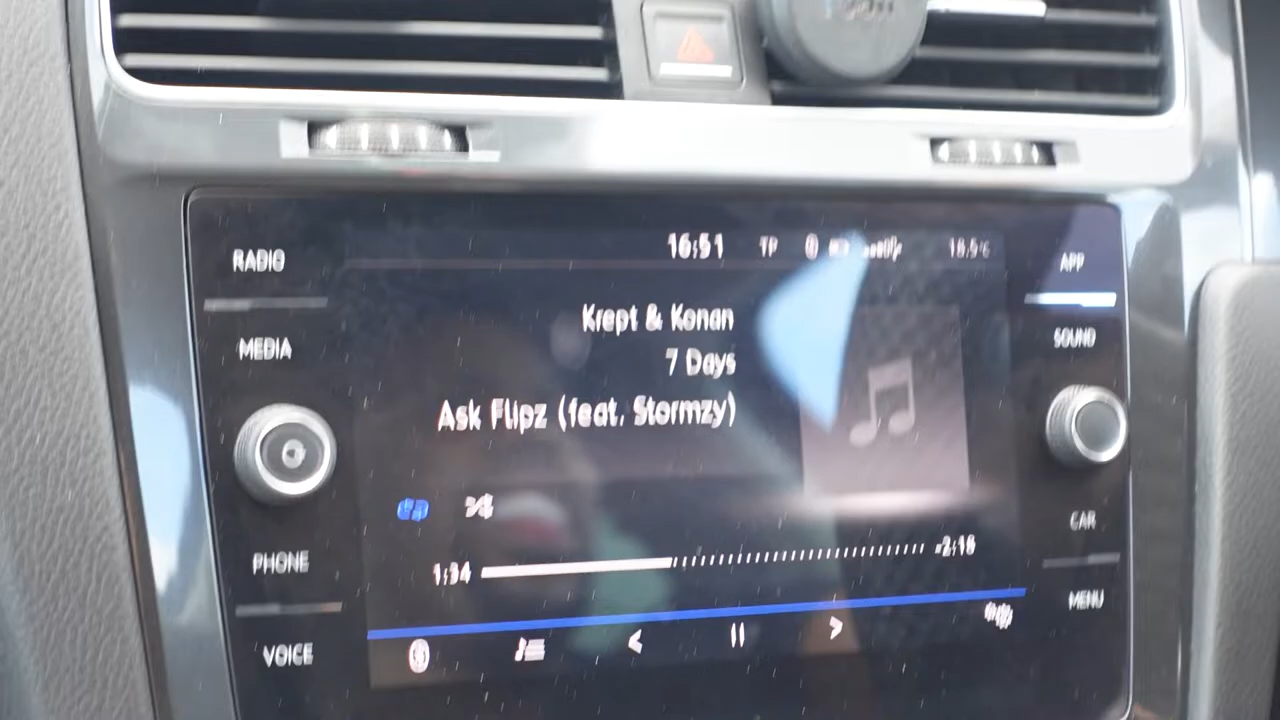 16:51 TP 18.5°C
RADIO
APP
MEDIA
SOUND
Krept & Konan
7 Days
Ask Flipz (feat. Stormzy)
PHONE
CAR
1:34 -2:18
MENU
VOICE